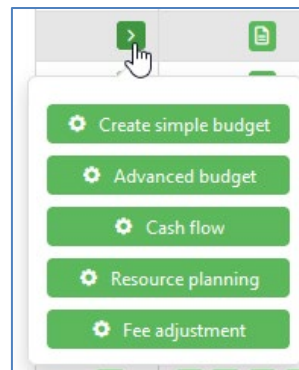 Create simple budget
Advanced budget
Cash flow
Resource planning
Fee adjustment